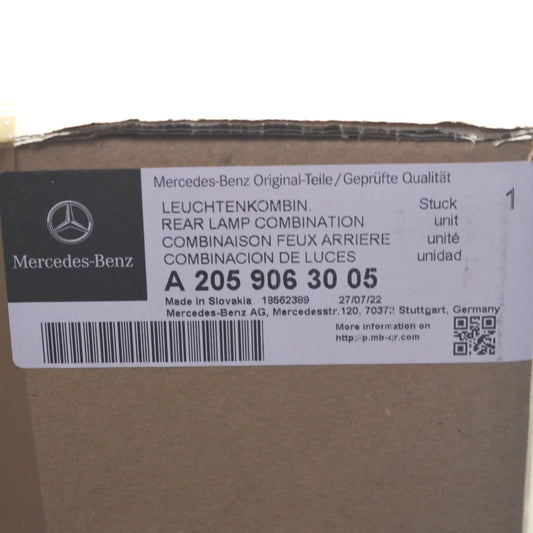 Mercedes-Benz Original-Teile/Geprüfte Qualität
LEUCHTENKOMBIN. Stuck 1
REAR LAMP COMBINATION unit
COMBINAISON FEUX ARRIERE unité
COMBINACION DE LUCES unidad
Mercedes-Benz
A 205 906 30 05
Made in Slovakia 19562389 27/07/22
Mercedes-Benz AG, Mercedesstr.120, 70372 Stuttgart, Germany
More information on
http://p.mb-qr.com